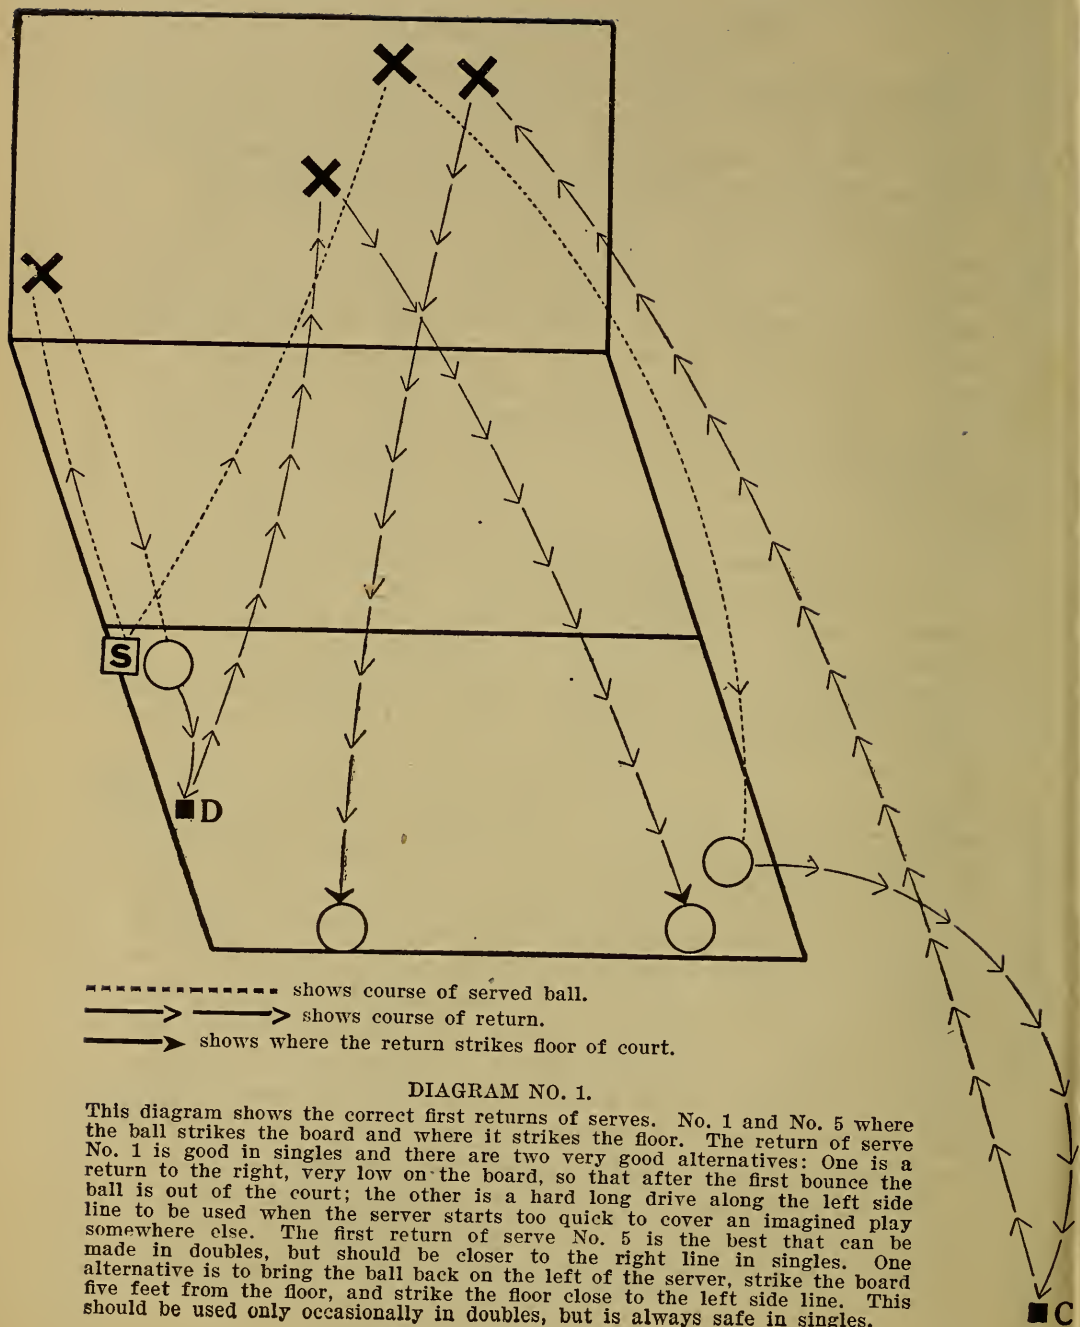 S
D
shows course of served ball.
shows course of return.
shows where the return strikes floor of court.
DIAGRAM NO. 1.
This diagram shows the correct first returns of serves. No. 1 and No. 5 where
the ball strikes the board and where it strikes the floor. The return of serve
No. 1 is good in singles and there are two very good alternatives: One is a
return to the right, very low on the board, so that after the first bounce the
ball is out of the court; the other is a hard long drive along the left side
line to be used when the server starts too quick to cover an imagined play
somewhere else. The first return of serve No. 5 is the best that can be
made in doubles, but should be closer to the right line in singles. One
alternative is to bring the ball back on the left of the server, strike the board
five feet from the floor, and strike the floor close to the left side line. This
should be used only occasionally in doubles, but is always safe in singles.
C